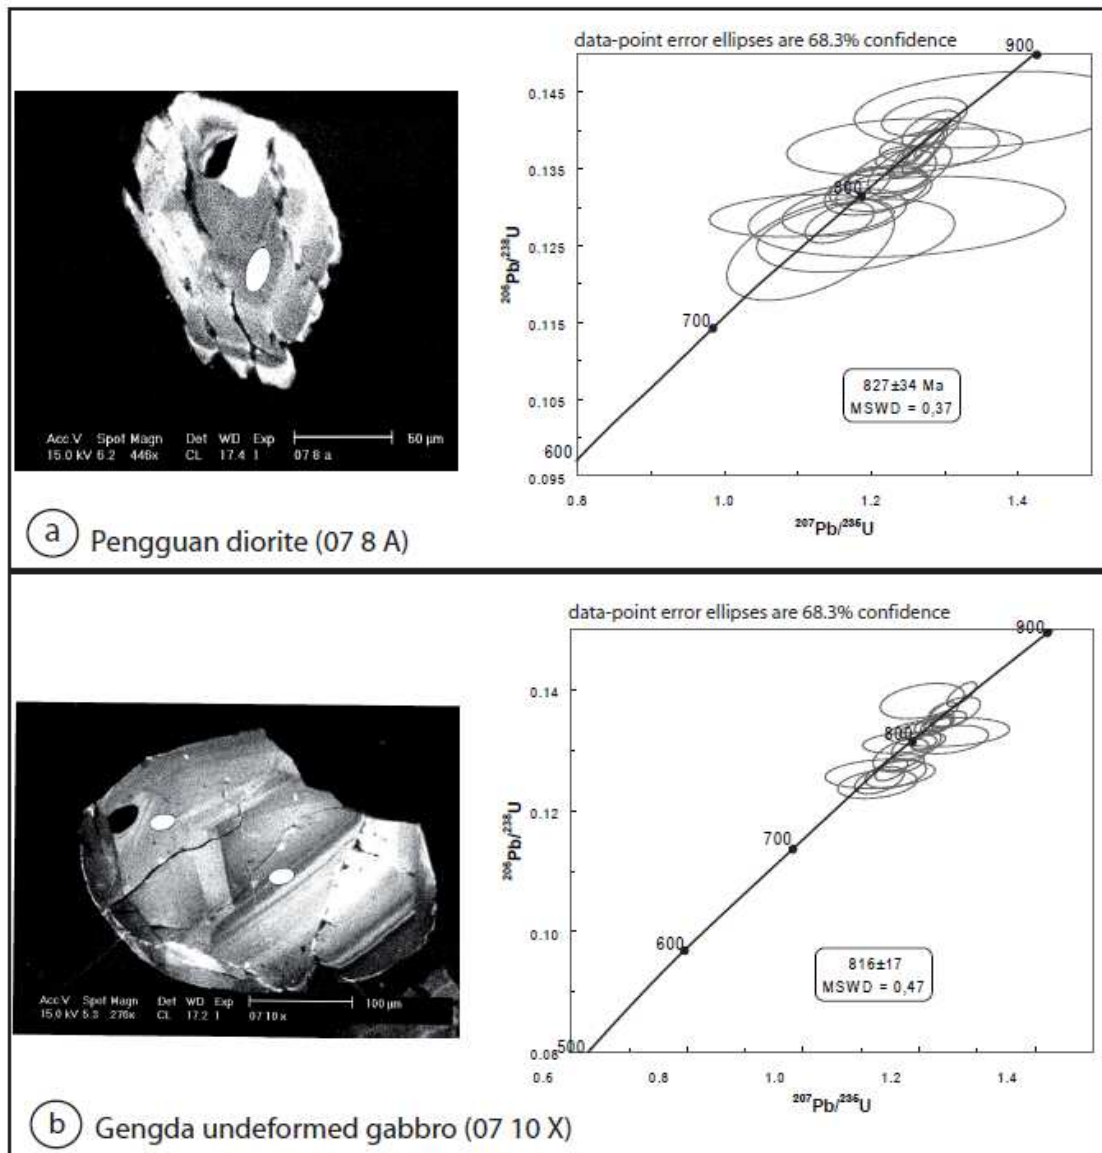 data-point error ellipses are 68.3% confidence
900
0.145
0.135
800
0.125
²⁰⁶Pb/²³⁸U
700
0.115
827±34 Ma
MSWD = 0,37
0.105
600
0.095
0.8 1.0 1.2 1.4
²⁰⁷Pb/²³⁵U
Acc.V Spot Magn Det WD Exp 50 µm
15.0 kV 6.2 446x CL 17.4 1 07 8 a
a Pengguan diorite (07 8 A)
data-point error ellipses are 68.3% confidence
900
0.14
800
0.12
²⁰⁶Pb/²³⁸U
700
0.10
600
816±17
MSWD = 0,47
0.08
500
0.6 0.8 1.0 1.2 1.4
²⁰⁷Pb/²³⁵U
Acc.V Spot Magn Det WD Exp 100 µm
15.0 kV 5.3 276x CL 17.2 1 07 10 x
b Gengda undeformed gabbro (07 10 X)